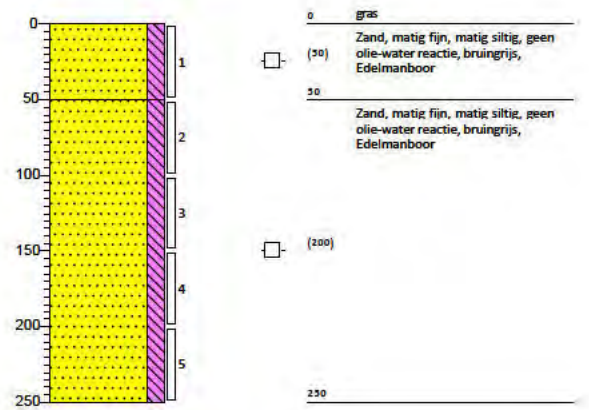 0
50
100
150
200
250
1
2
3
4
5
0 gras
(50) Zand, matig fijn, matig siltig, geen
olie-water reactie, bruingrijs,
Edelmanboor
50
Zand, matig fijn, matig siltig, geen
olie-water reactie, bruingrijs,
Edelmanboor
(200)
250